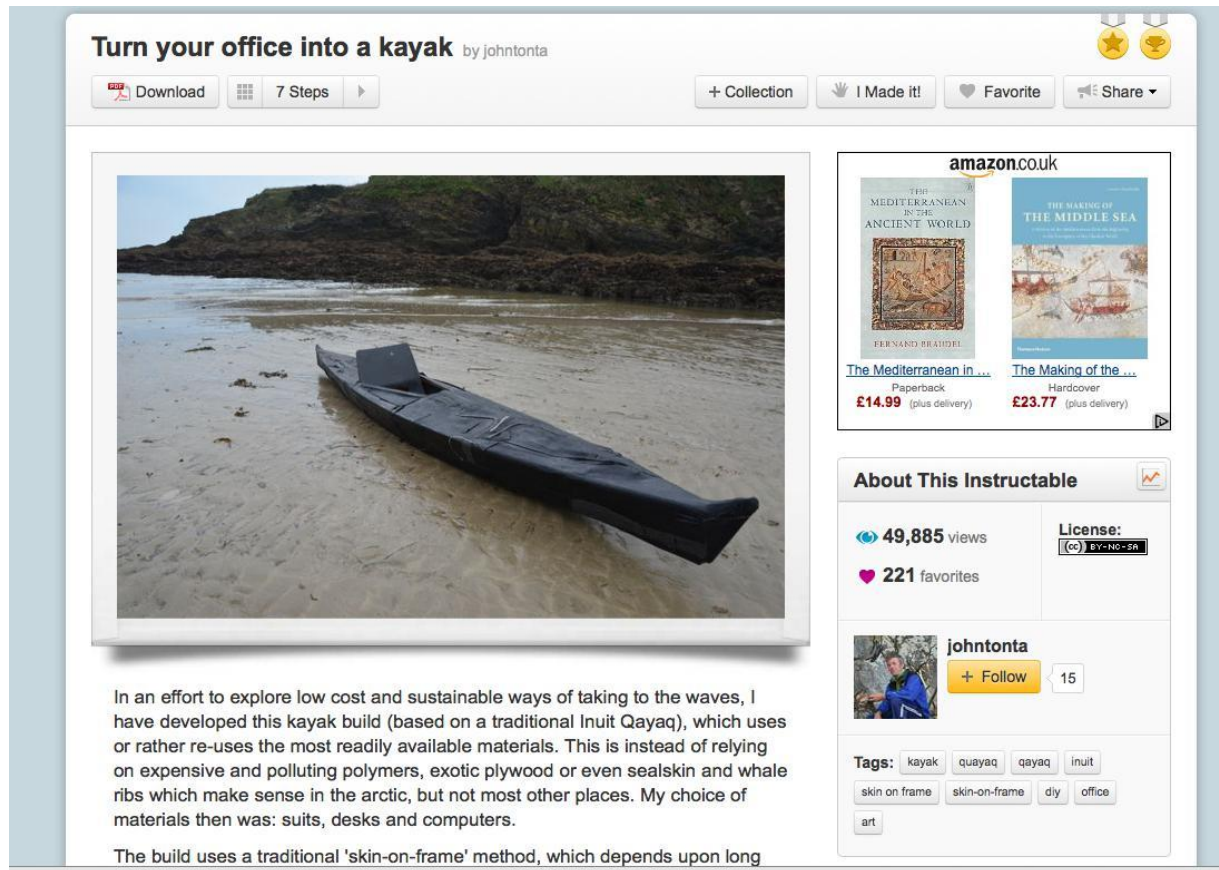 Turn your office into a kayak by johntonta
PDF Download
7 Steps
+ Collection
I Made it!
Favorite
Share
amazon.co.uk
THE
MEDITERRANEAN
IN THE
ANCIENT WORLD
FERNAND BRAUDEL
The Mediterranean in ...
Paperback
£14.99 (plus delivery)
THE MAKING OF
THE MIDDLE SEA
The Making of the ...
Hardcover
£23.77 (plus delivery)
In an effort to explore low cost and sustainable ways of taking to the waves, I
have developed this kayak build (based on a traditional Inuit Qayaq), which uses
or rather re-uses the most readily available materials. This is instead of relying
on expensive and polluting polymers, exotic plywood or even sealskin and whale
ribs which make sense in the arctic, but not most other places. My choice of
materials then was: suits, desks and computers.
The build uses a traditional 'skin-on-frame' method, which depends upon long
About This Instructable
49,885 views
221 favorites
License:
(cc) BY-NC-SA
johntonta
+ Follow 15
Tags: kayak quayaq qayaq inuit
skin on frame skin-on-frame diy office
art